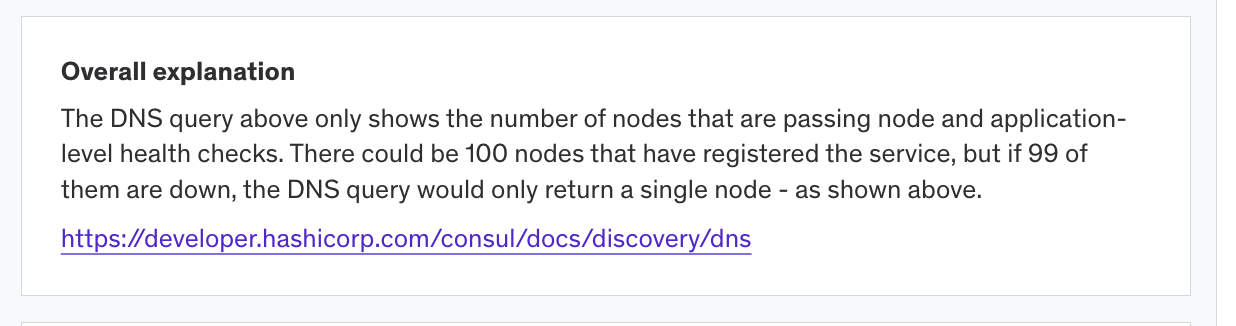 Overall explanation
The DNS query above only shows the number of nodes that are passing node and application-
level health checks. There could be 100 nodes that have registered the service, but if 99 of
them are down, the DNS query would only return a single node - as shown above.
https://developer.hashicorp.com/consul/docs/discovery/dns